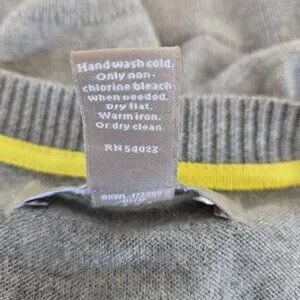 Hand wash cold.
Only non-
chlorine bleach
when needed.
Dry flat.
Warm iron.
Or dry clean.
RN 54023